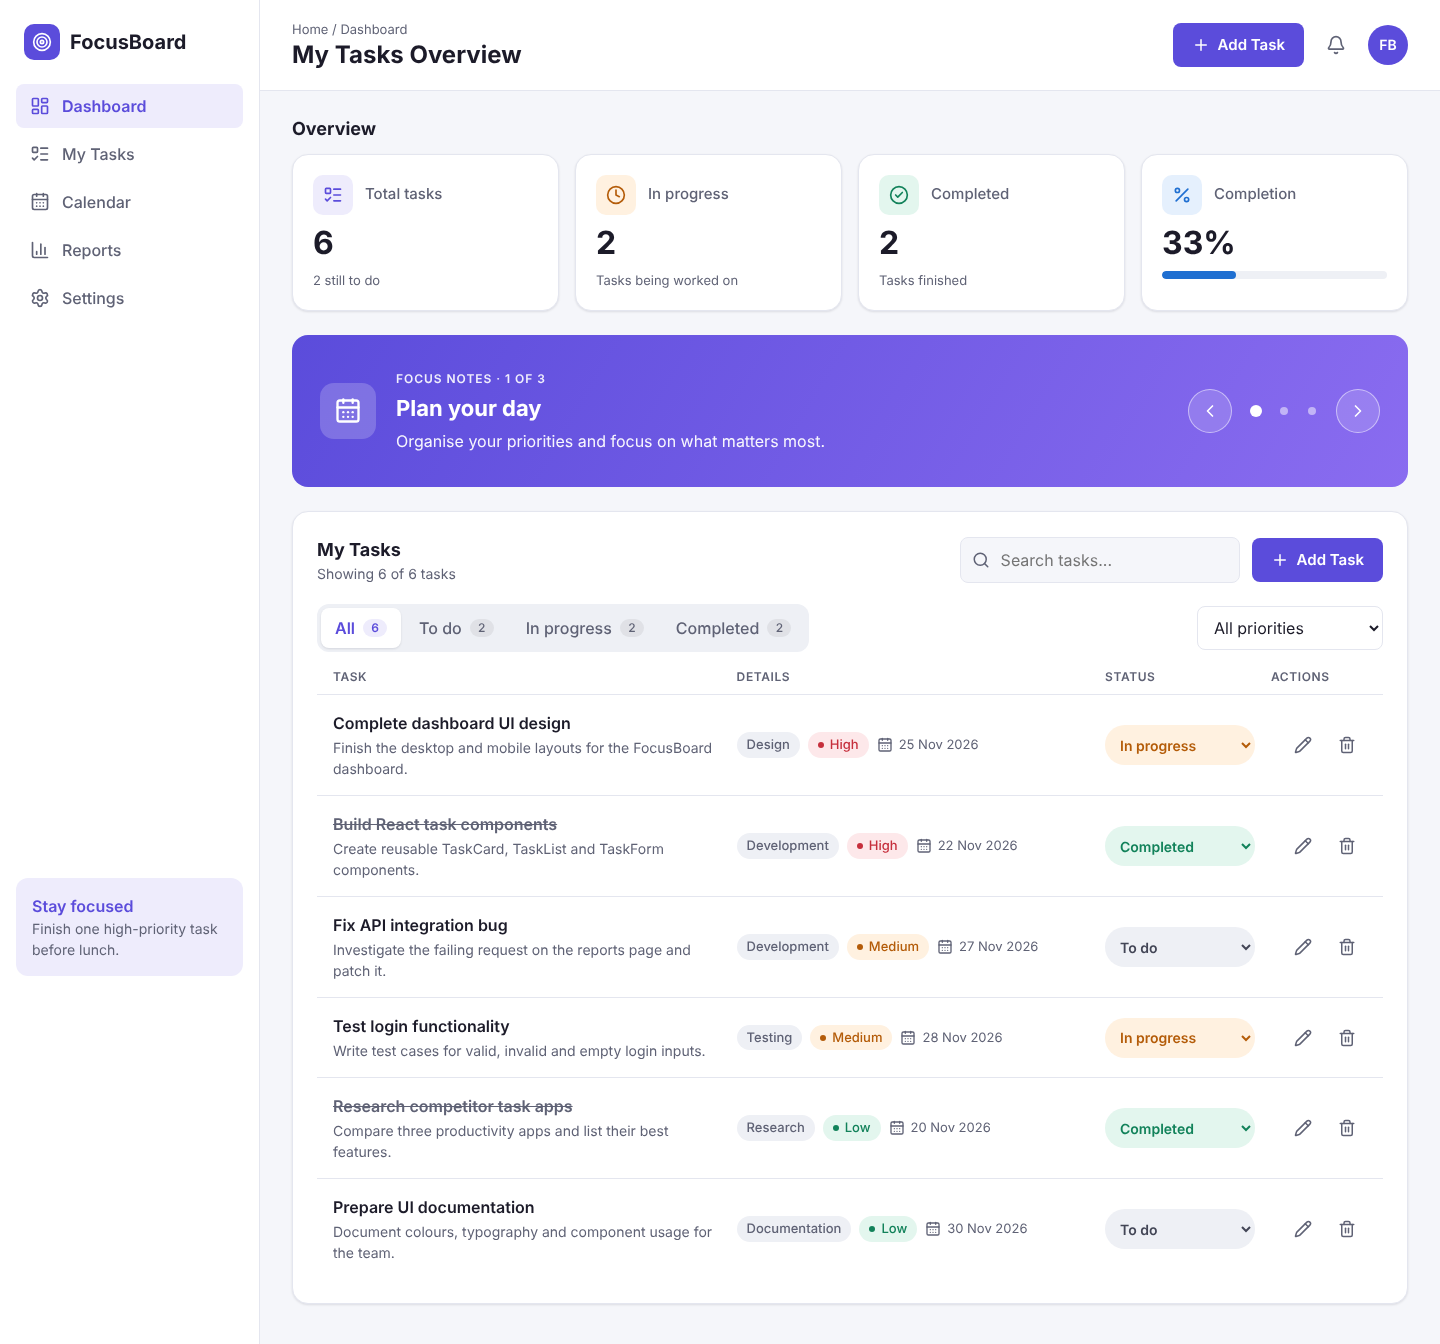 FocusBoard
Dashboard
My Tasks
Calendar
Reports
Settings
Stay focused
Finish one high-priority task
before lunch.
Home / Dashboard
My Tasks Overview
Add Task
FB
Overview
Total tasks
6
2 still to do
In progress
2
Tasks being worked on
Completed
2
Tasks finished
Completion
33%
FOCUS NOTES · 1 OF 3
Plan your day
Organise your priorities and focus on what matters most.
My Tasks
Showing 6 of 6 tasks
Search tasks...
Add Task
All 6 To do 2 In progress 2 Completed 2
All priorities
TASK DETAILS STATUS ACTIONS
Complete dashboard UI design
Finish the desktop and mobile layouts for the FocusBoard
dashboard.
Design High 25 Nov 2026 In progress
Build React task components
Create reusable TaskCard, TaskList and TaskForm
components.
Development High 22 Nov 2026 Completed
Fix API integration bug
Investigate the failing request on the reports page and
patch it.
Development Medium 27 Nov 2026 To do
Test login functionality
Write test cases for valid, invalid and empty login inputs.
Testing Medium 28 Nov 2026 In progress
Research competitor task apps
Compare three productivity apps and list their best
features.
Research Low 20 Nov 2026 Completed
Prepare UI documentation
Document colours, typography and component usage for
the team.
Documentation Low 30 Nov 2026 To do